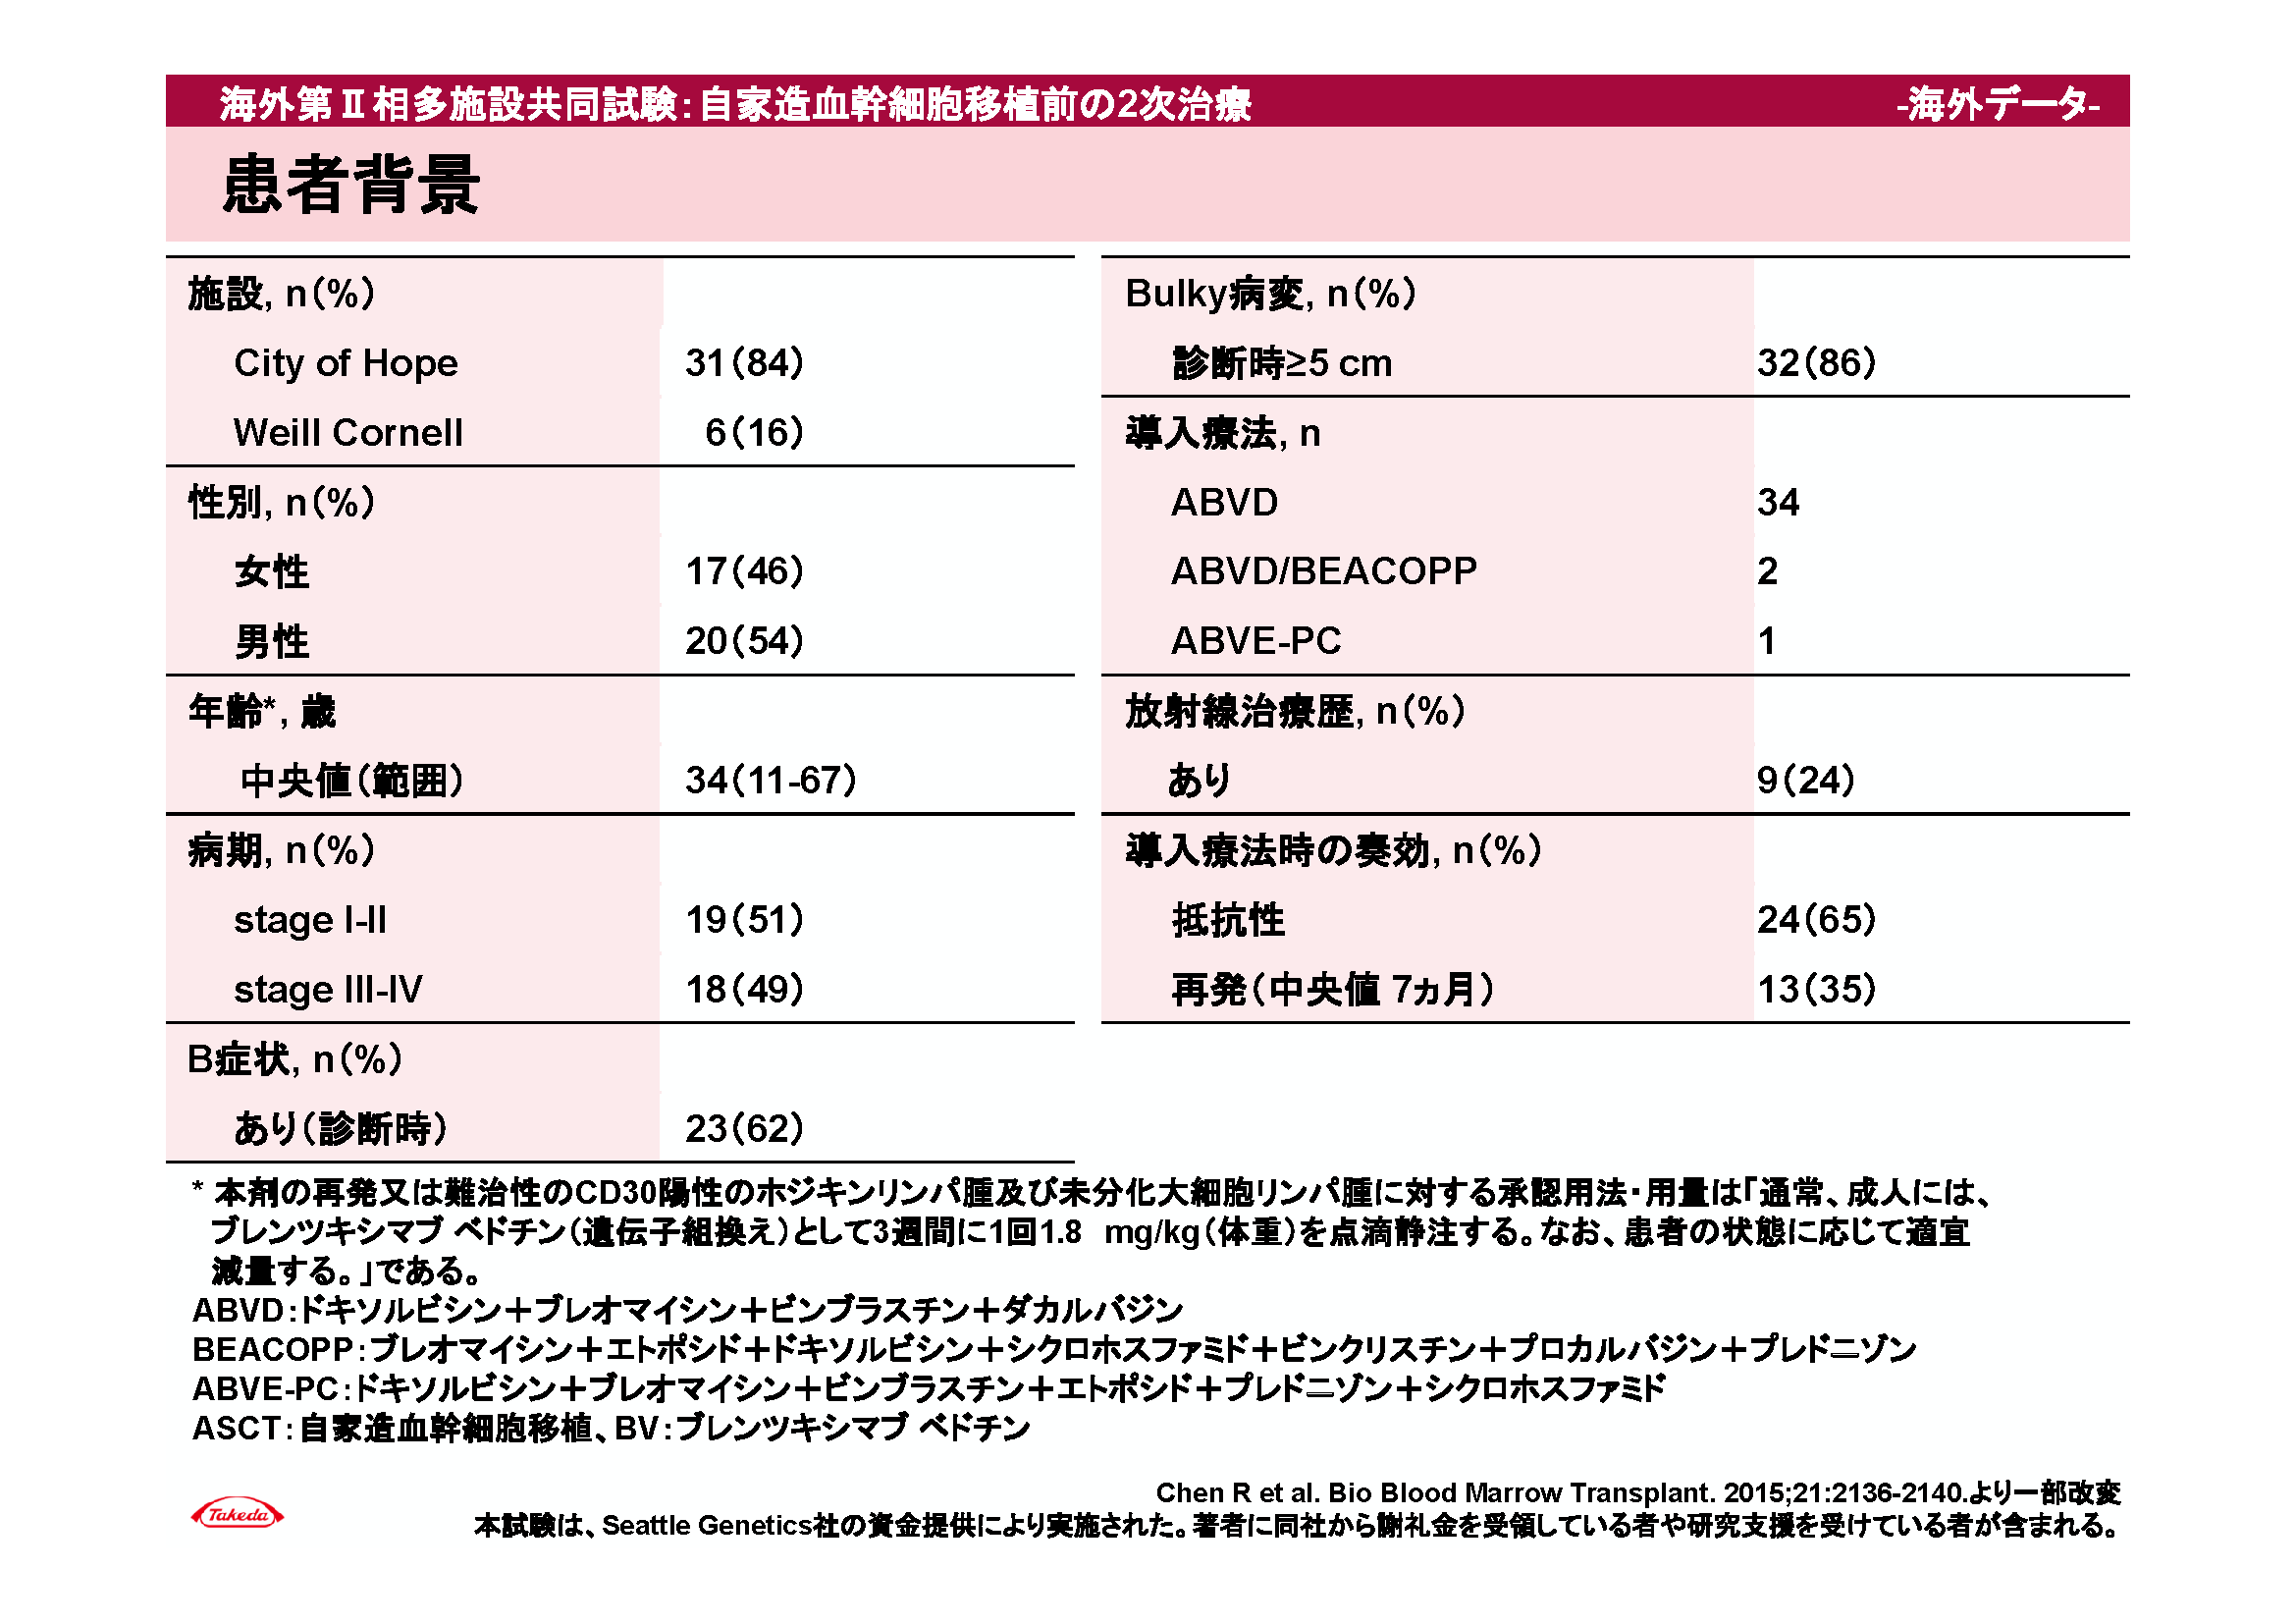 海外第Ⅱ相多施設共同試験：自家造血幹細胞移植前の2次治療 -海外データ-
患者背景
施設, n（%）
City of Hope 31（84）
Weill Cornell 6（16）
性別, n（%）
女性 17（46）
男性 20（54）
年齢*, 歳
中央値（範囲） 34（11-67）
病期, n（%）
stage I-II 19（51）
stage III-IV 18（49）
B症状, n（%）
あり（診断時） 23（62）
Bulky病変, n（%）
診断時≥5 cm 32（86）
導入療法, n
ABVD 34
ABVD/BEACOPP 2
ABVE-PC 1
放射線治療歴, n（%）
あり 9（24）
導入療法時の奏効, n（%）
抵抗性 24（65）
再発（中央値 7ヵ月） 13（35）
* 本剤の再発又は難治性のCD30陽性のホジキンリンパ腫及び未分化大細胞リンパ腫に対する承認用法・用量は「通常、成人には、
ブレンツキシマブ ベドチン（遺伝子組換え）として3週間に1回1.8 mg/kg（体重）を点滴静注する。なお、患者の状態に応じて適宜
減量する。」である。
ABVD：ドキソルビシン＋ブレオマイシン＋ビンブラスチン＋ダカルバジン
BEACOPP：ブレオマイシン＋エトポシド＋ドキソルビシン＋シクロホスファミド＋ビンクリスチン＋プロカルバジン＋プレドニゾン
ABVE-PC：ドキソルビシン＋ブレオマイシン＋ビンブラスチン＋エトポシド＋プレドニゾン＋シクロホスファミド
ASCT：自家造血幹細胞移植、BV：ブレンツキシマブ ベドチン
Chen R et al. Bio Blood Marrow Transplant. 2015;21:2136-2140.より一部改変
Takeda
本試験は、Seattle Genetics社の資金提供により実施された。著者に同社から謝礼金を受領している者や研究支援を受けている者が含まれる。